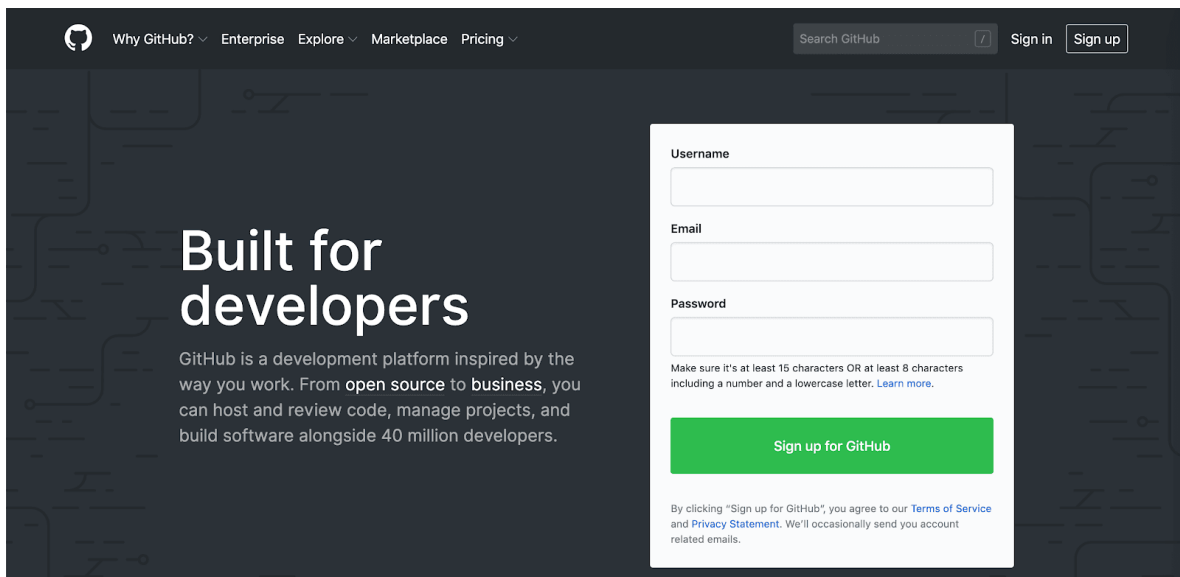 Why GitHub? Enterprise Explore Marketplace Pricing Search GitHub / Sign in Sign up
Built for
developers
GitHub is a development platform inspired by the
way you work. From open source to business, you
can host and review code, manage projects, and
build software alongside 40 million developers.
Username
Email
Password
Make sure it's at least 15 characters OR at least 8 characters
including a number and a lowercase letter. Learn more.
Sign up for GitHub
By clicking “Sign up for GitHub”, you agree to our Terms of Service
and Privacy Statement. We’ll occasionally send you account
related emails.